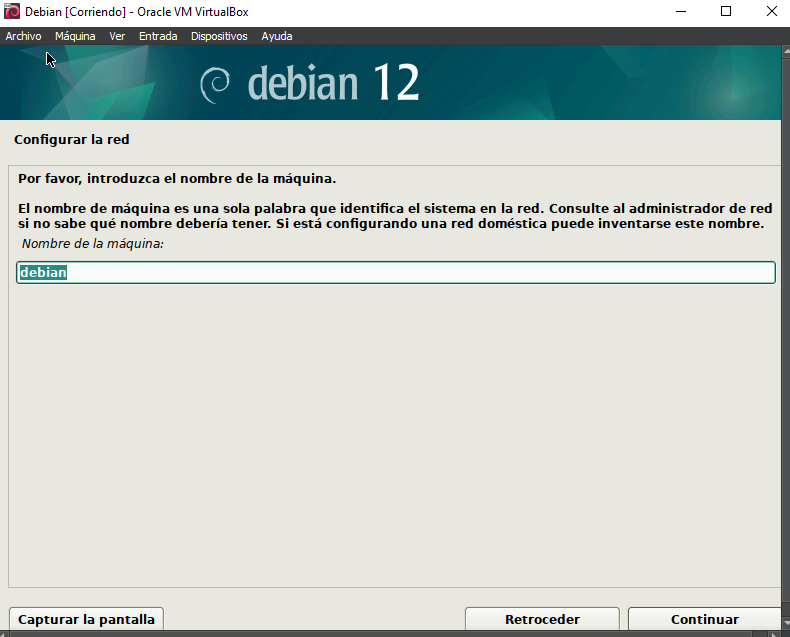 Debian [Corriendo] - Oracle VM VirtualBox
Archivo Máquina Ver Entrada Dispositivos Ayuda
debian 12
Configurar la red
Por favor, introduzca el nombre de la máquina.
El nombre de máquina es una sola palabra que identifica el sistema en la red. Consulte al administrador de red
si no sabe qué nombre debería tener. Si está configurando una red doméstica puede inventarse este nombre.
Nombre de la máquina:
debian
Capturar la pantalla Retroceder Continuar